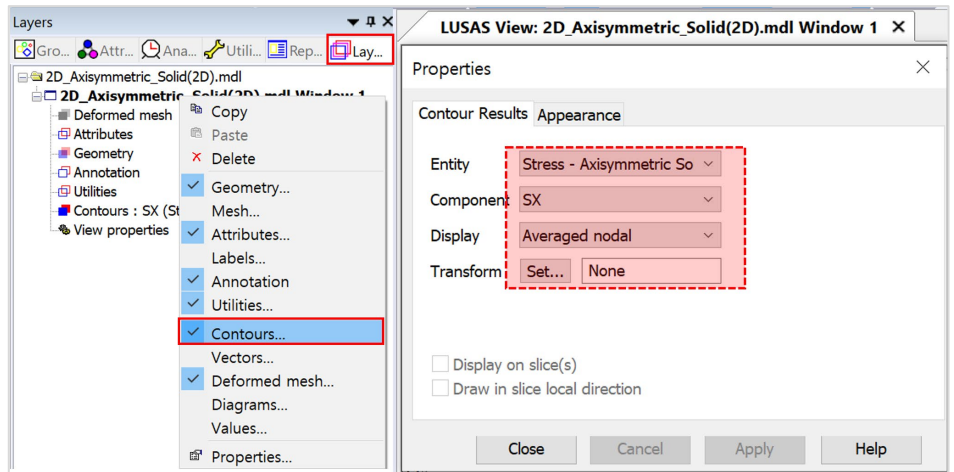 Layers
Gro... Attr... Ana... Utili... Rep... Lay...
2D_Axisymmetric_Solid(2D).mdl
2D_Axisymmetric_Solid(2D).mdl Window 1
Deformed mesh
Attributes
Geometry
Annotation
Utilities
Contours : SX (St
View properties
Copy
Paste
Delete
Geometry...
Mesh...
Attributes...
Labels...
Annotation
Utilities...
Contours...
Vectors...
Deformed mesh...
Diagrams...
Values...
Properties...
LUSAS View: 2D_Axisymmetric_Solid(2D).mdl Window 1
Properties
Contour Results Appearance
Entity Stress - Axisymmetric So
Component SX
Display Averaged nodal
Transform Set... None
Display on slice(s)
Draw in slice local direction
Close Cancel Apply Help